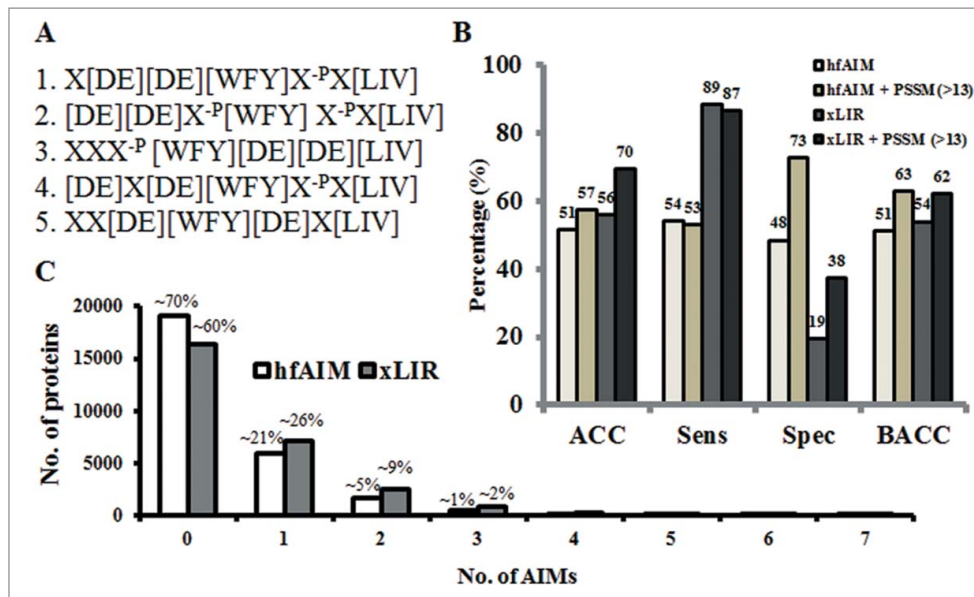 A
1. X[DE][DE][WFY]X-PX[LIV]
2. [DE][DE]X-P[WFY] X-PX[LIV]
3. XXX-P [WFY][DE][DE][LIV]
4. [DE]X[DE][WFY]X-PX[LIV]
5. XX[DE][WFY][DE]X[LIV]
B
hfAIM
hfAIM + PSSM (>13)
xLIR
xLIR + PSSM (>13)
Percentage (%)
100
80
60
40
20
0
51 57 56 70
54 53 89 87
48 73 19 38
51 63 54 62
ACC Sens Spec BACC
C
No. of proteins
20000
15000
10000
5000
0
~70% ~60%
~21% ~26%
~5% ~9%
~1% ~2%
hfAIM xLIR
0 1 2 3 4 5 6 7
No. of AIMs